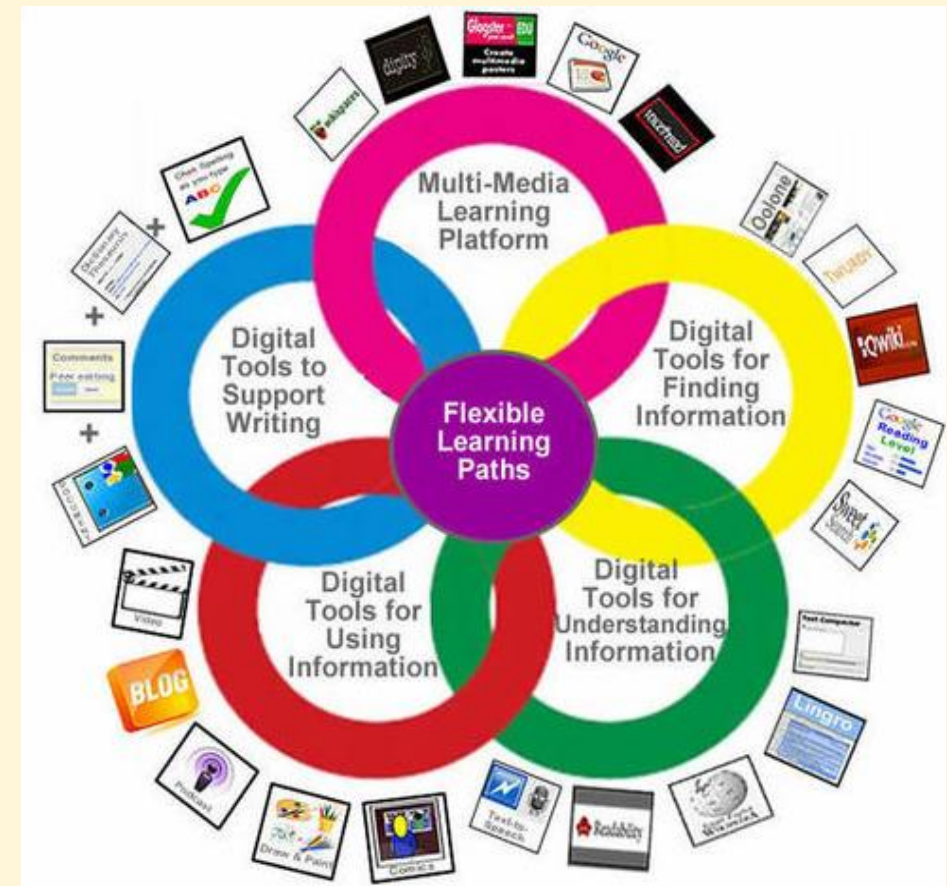 Glogster
EDU
Create
multimedia
posters
dipity
Google
wikispaces
Multi-Media
Learning
Platform
Check Spelling
as you type
ABC
Dictionary
Thesaurus
+
+
Comments
Peer editing
+
Digital
Tools to
Support
Writing
Oolone
TWURDY
Qwiki
Google
Reading
Level
Sweet
Search
Digital
Tools for
Finding
Information
Flexible
Learning
Paths
Digital
Tools for
Using
Information
Digital
Tools for
Understanding
Information
Video
BLOG
Podcast
Draw & Paint
Comics
Text-to-
Speech
Readability
Text Compactor
Lingro